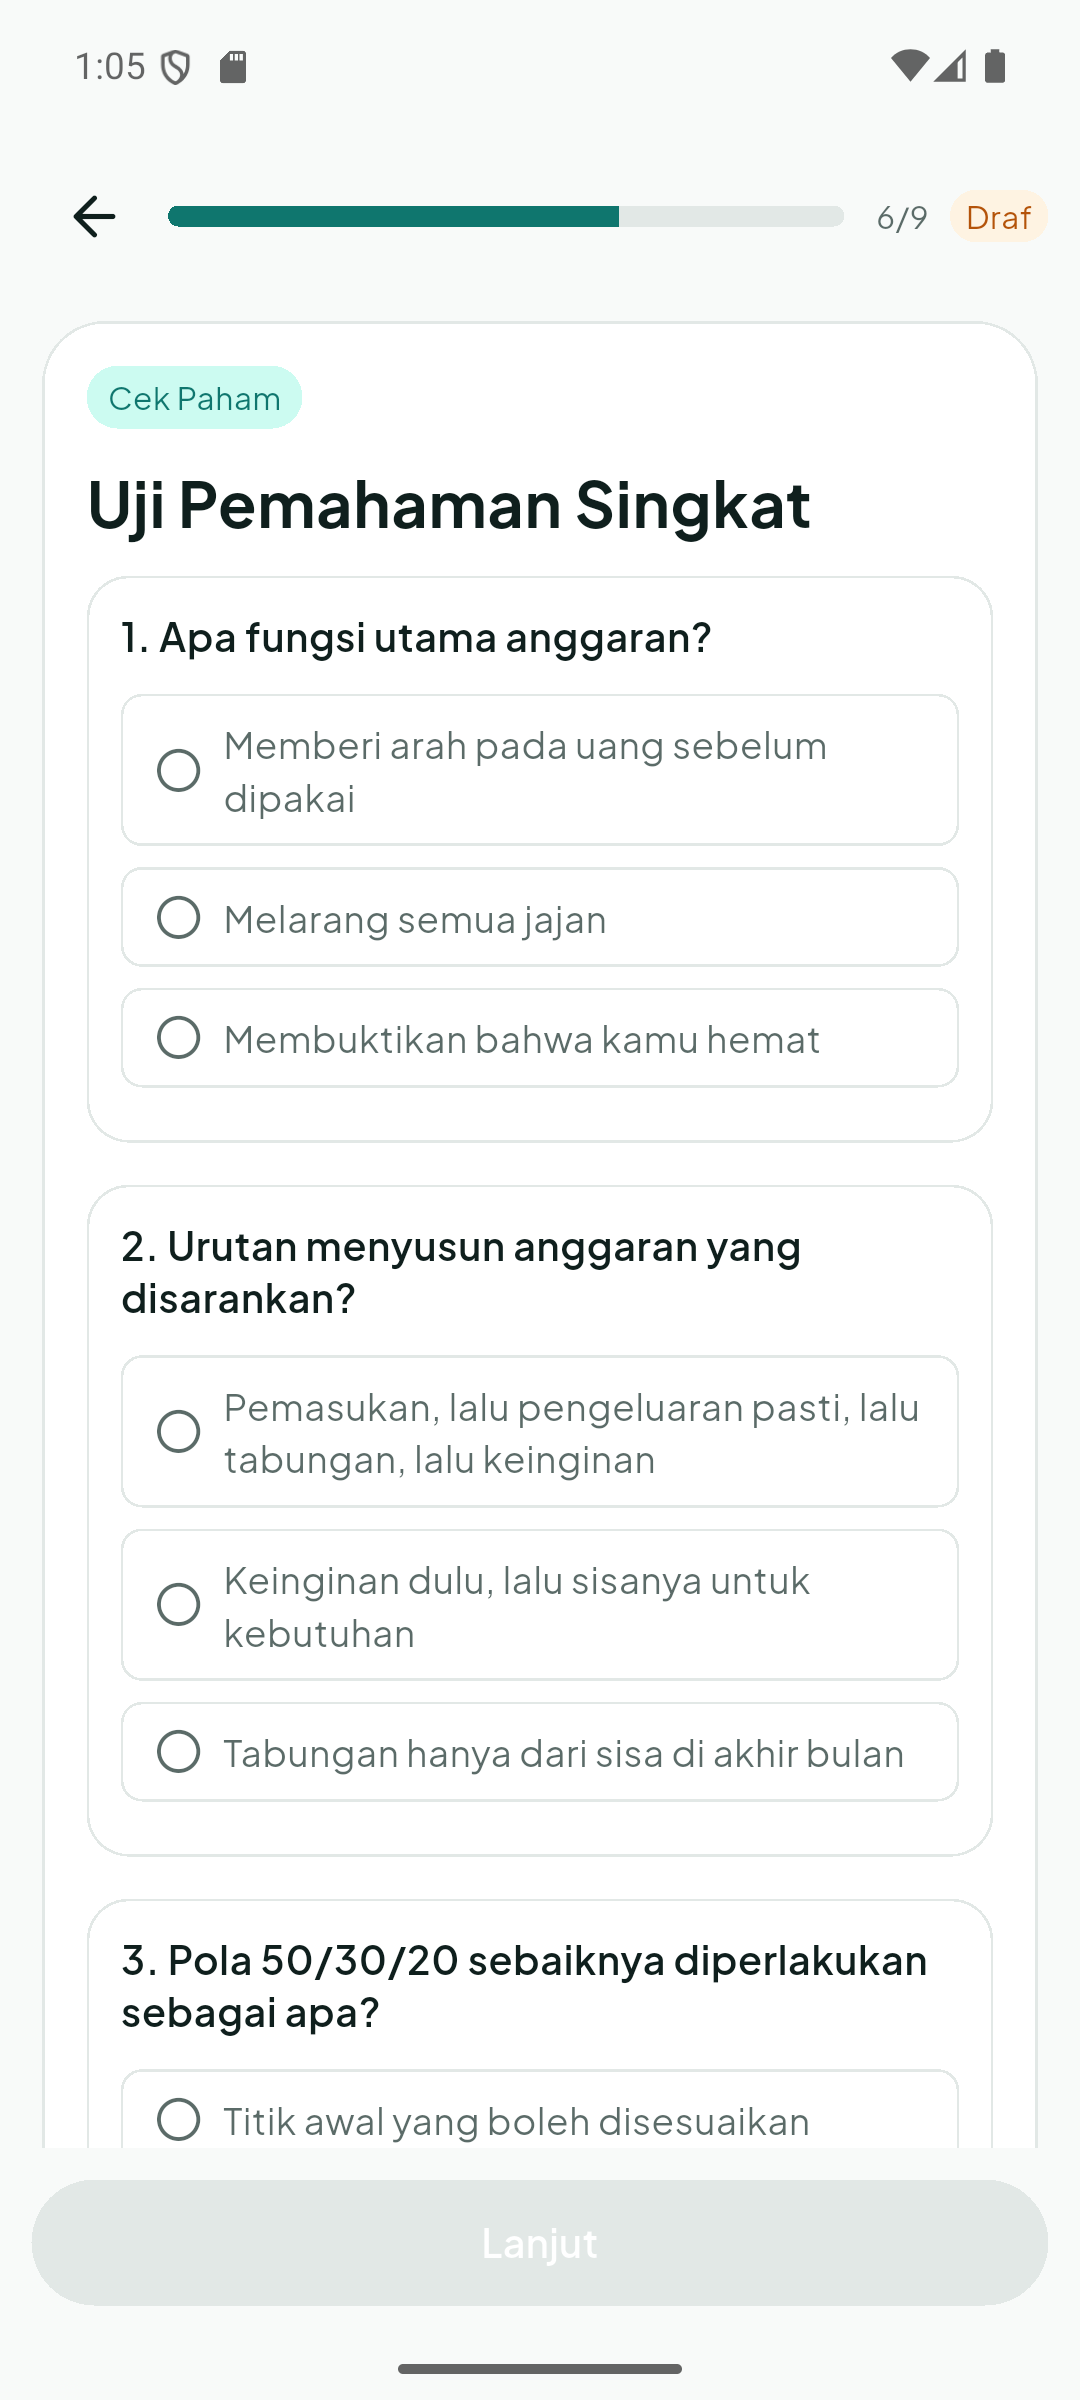 1:05
6/9
Draf
Cek Paham
Uji Pemahaman Singkat
1. Apa fungsi utama anggaran?
Memberi arah pada uang sebelum
dipakai
Melarang semua jajan
Membuktikan bahwa kamu hemat
2. Urutan menyusun anggaran yang
disarankan?
Pemasukan, lalu pengeluaran pasti, lalu
tabungan, lalu keinginan
Keinginan dulu, lalu sisanya untuk
kebutuhan
Tabungan hanya dari sisa di akhir bulan
3. Pola 50/30/20 sebaiknya diperlakukan
sebagai apa?
Titik awal yang boleh disesuaikan
Lanjut